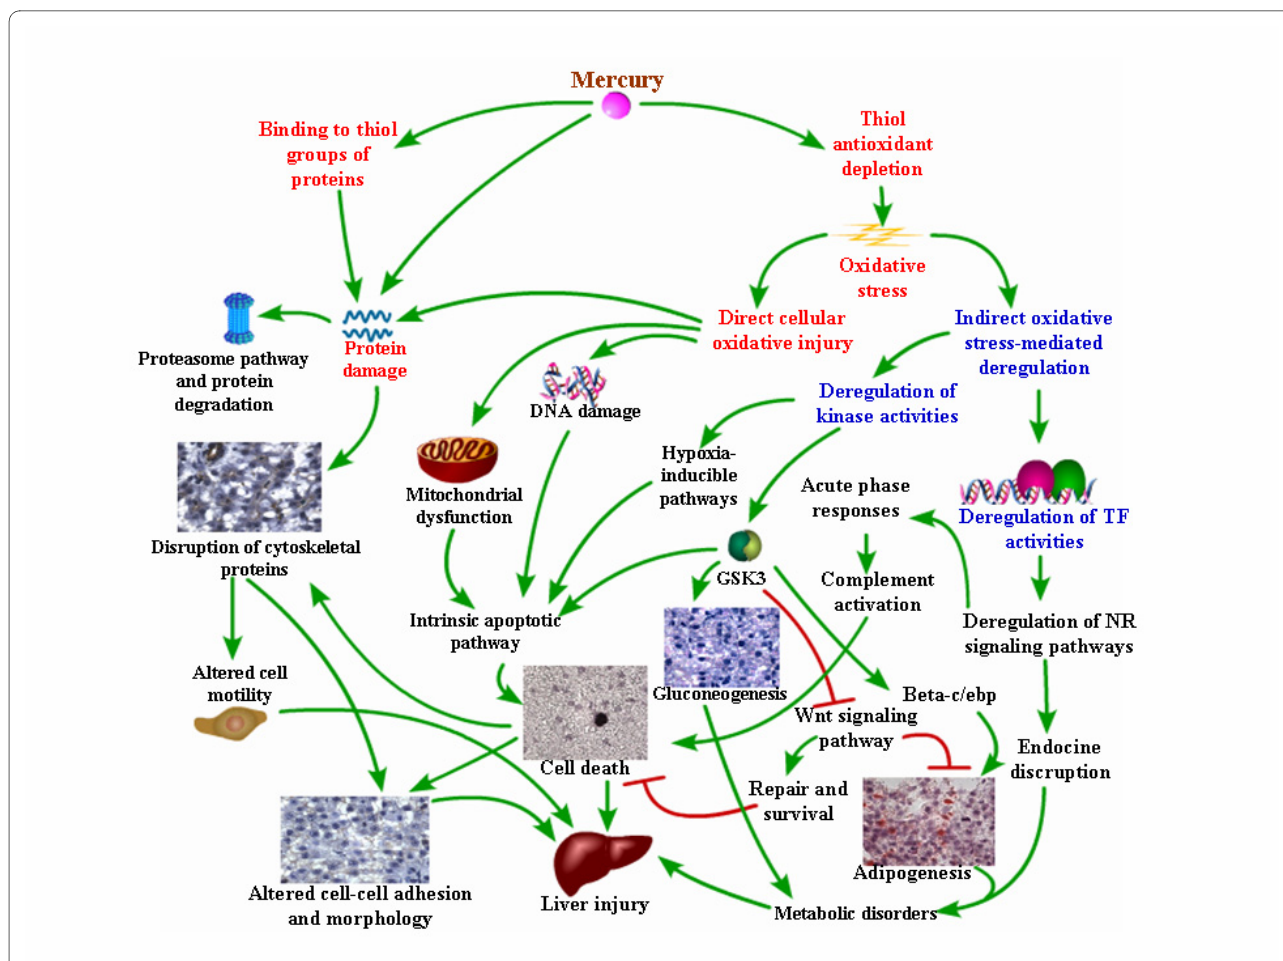 Mercury
Binding to thiol
groups of
proteins
Thiol
antioxidant
depletion
Oxidative
stress
Direct cellular
oxidative injury
Indirect oxidative
stress-mediated
deregulation
Protein
damage
Proteasome pathway
and protein
degradation
DNA damage
Deregulation of
kinase activities
Hypoxia-
inducible
pathways
Mitochondrial
dysfunction
Acute phase
responses
Deregulation of TF
activities
Disruption of cytoskeletal
proteins
GSK3
Complement
activation
Intrinsic apoptotic
pathway
Deregulation of NR
signaling pathways
Altered cell
motility
Gluconeogenesis
Beta-c/ebp
Wnt signaling
pathway
Endocine
disruption
Cell death
Repair and
survival
Adipogenesis
Altered cell-cell adhesion
and morphology
Liver injury
Metabolic disorders